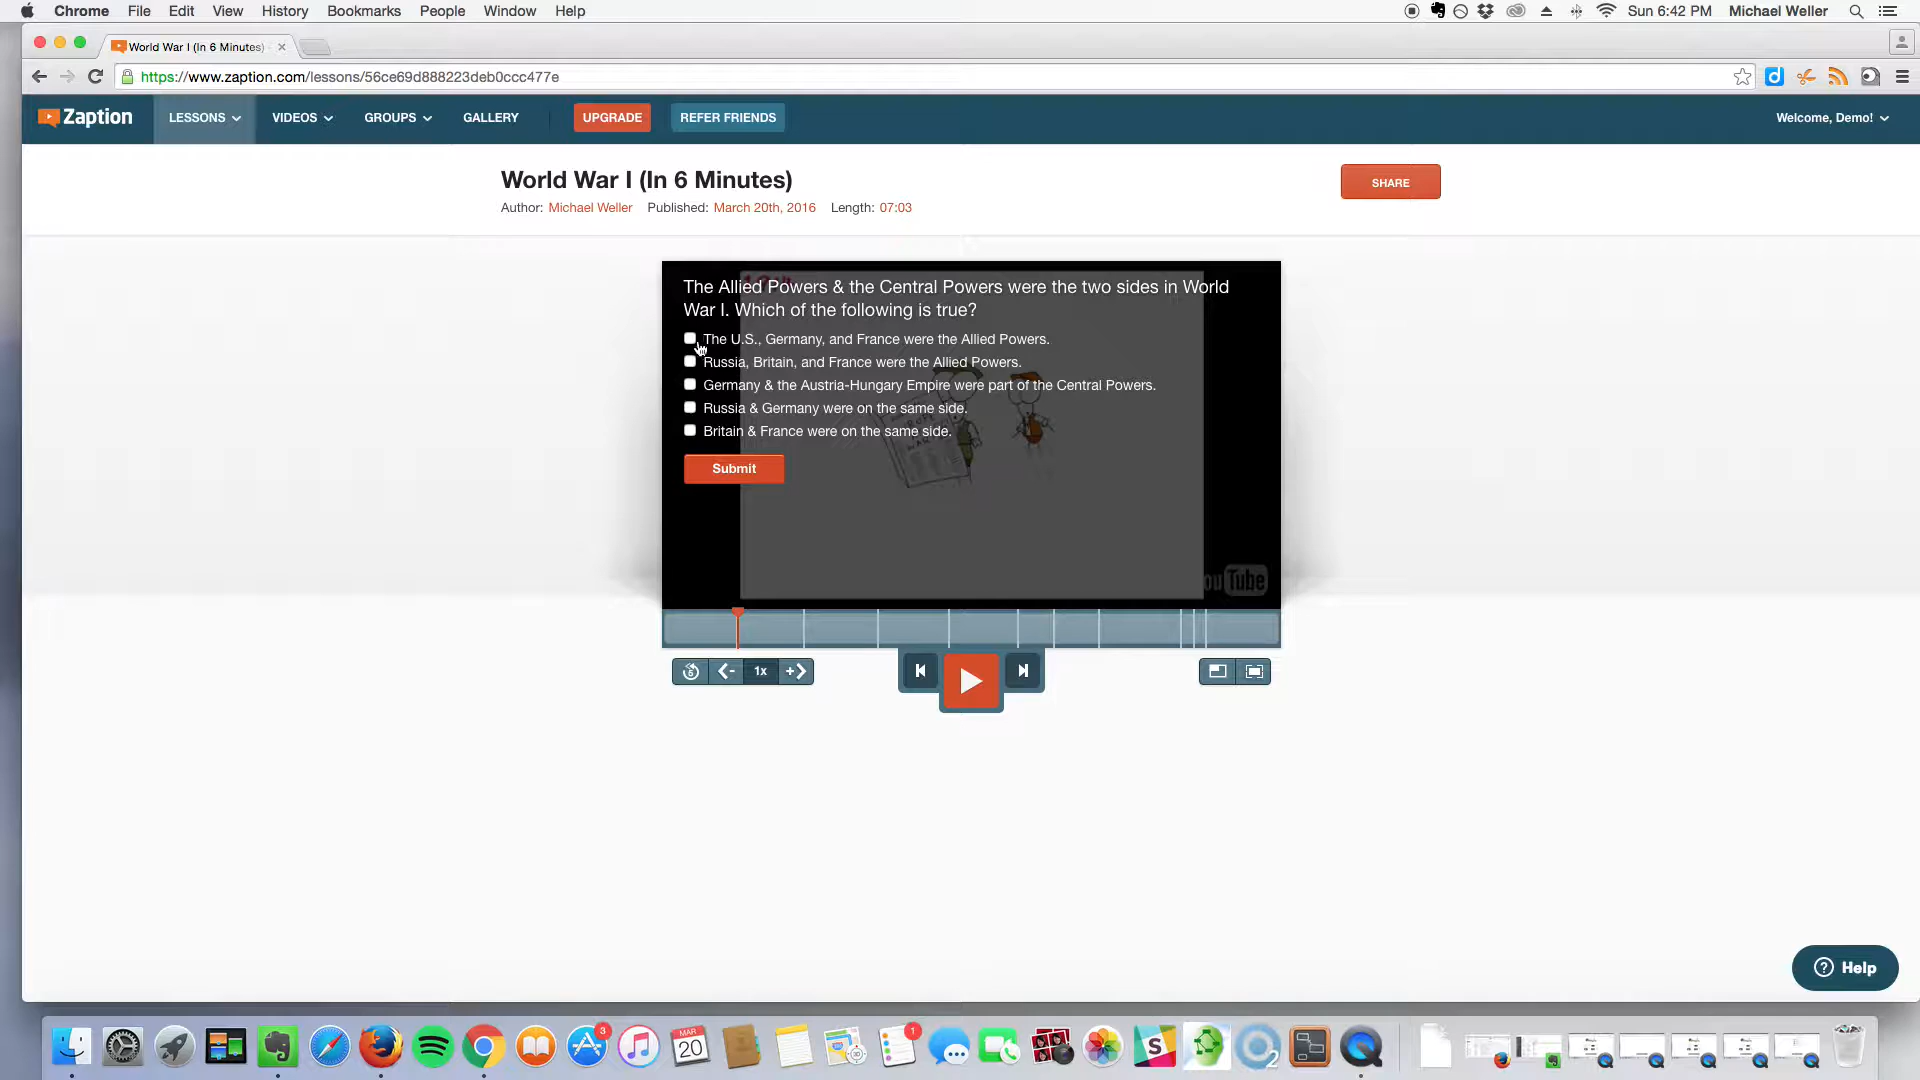 Chrome File Edit View History Bookmarks People Window Help Sun 6:42 PM Michael Weller
World War I (In 6 Minutes)
https://www.zaption.com/lessons/56ce69d888223deb0ccc477e
Zaption LESSONS VIDEOS GROUPS GALLERY UPGRADE REFER FRIENDS Welcome, Demo!
World War I (In 6 Minutes)
SHARE
Author: Michael Weller Published: March 20th, 2016 Length: 07:03
The Allied Powers & the Central Powers were the two sides in World
War I. Which of the following is true?
The U.S., Germany, and France were the Allied Powers.
Russia, Britain, and France were the Allied Powers.
Germany & the Austria-Hungary Empire were part of the Central Powers.
Russia & Germany were on the same side.
Britain & France were on the same side.
Submit
YouTube
5 1x
Help
3
MAR
20
1